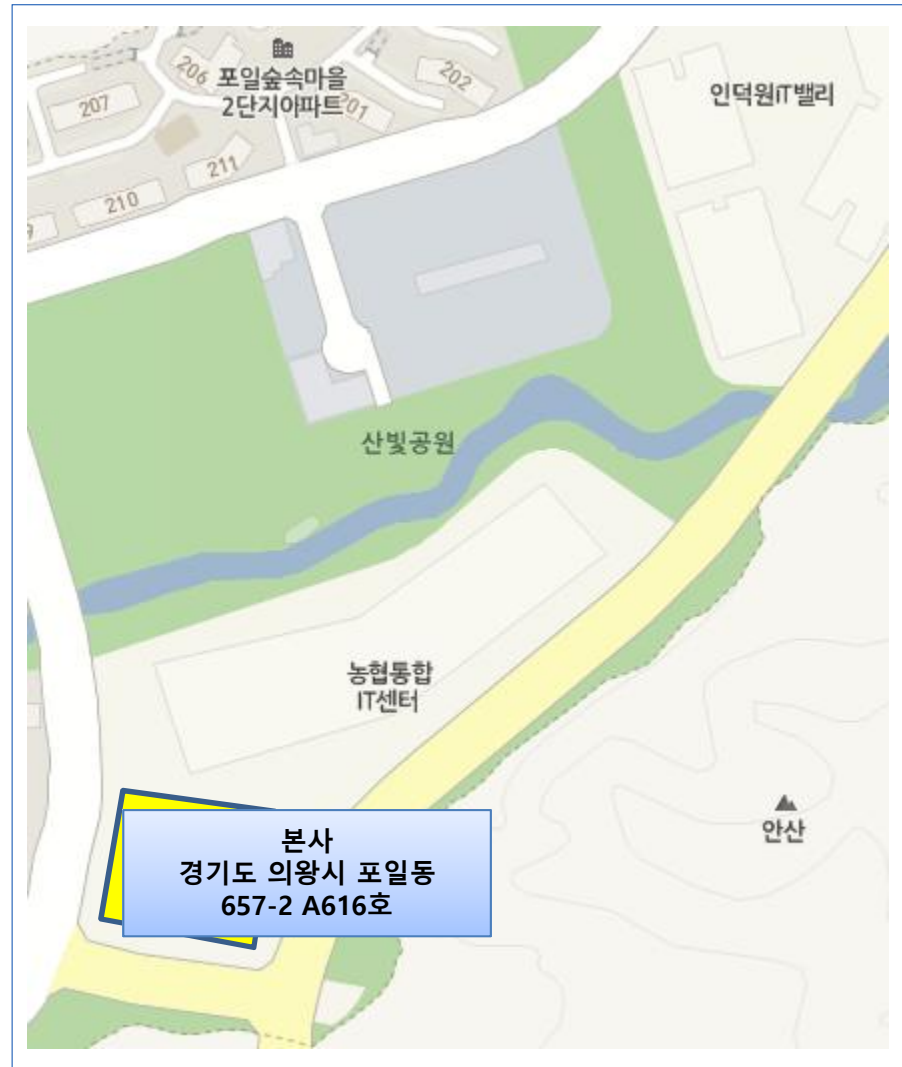 206
포일숲속마을
2단지아파트
201
202
207
인덕원IT밸리
211
210
9
산빛공원
농협통합
IT센터
안산
본사
경기도 의왕시 포일동
657-2 A616호